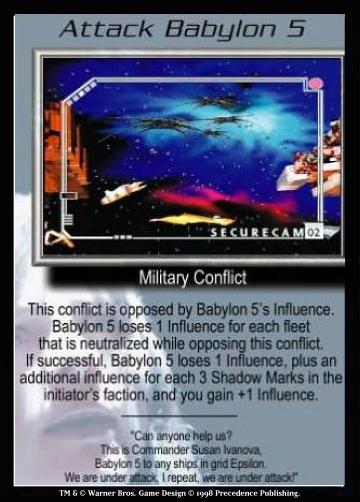 Attack Babylon 5
SECURECAM 02
Military Conflict
This conflict is opposed by Babylon 5's Influence.
Babylon 5 loses 1 Influence for each fleet
that is neutralized while opposing this conflict.
If successful, Babylon 5 loses 1 Influence, plus an
additional influence for each 3 Shadow Marks in the
initiator's faction, and you gain +1 Influence.
"Can anyone help us?
This is Commander Susan Ivanova,
Babylon 5 to any ships in grid Epsilon.
We are under attack, I repeat, we are under attack!"
TM & © Warner Bros. Game Design © 1998 Precedence Publishing.